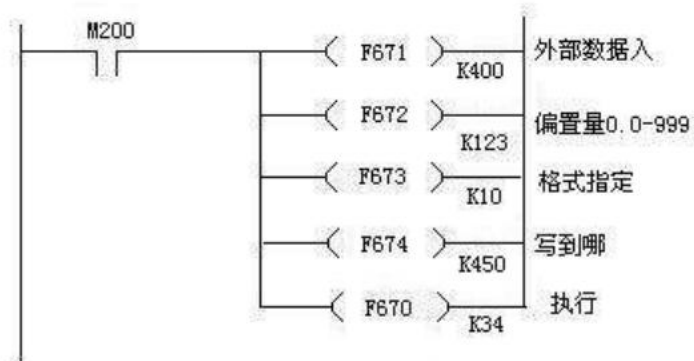 M200
F671 K400 外部数据入
F672 K123 偏置量0.0-999
F673 K10 格式指定
F674 K450 写到哪
F670 K34 执行